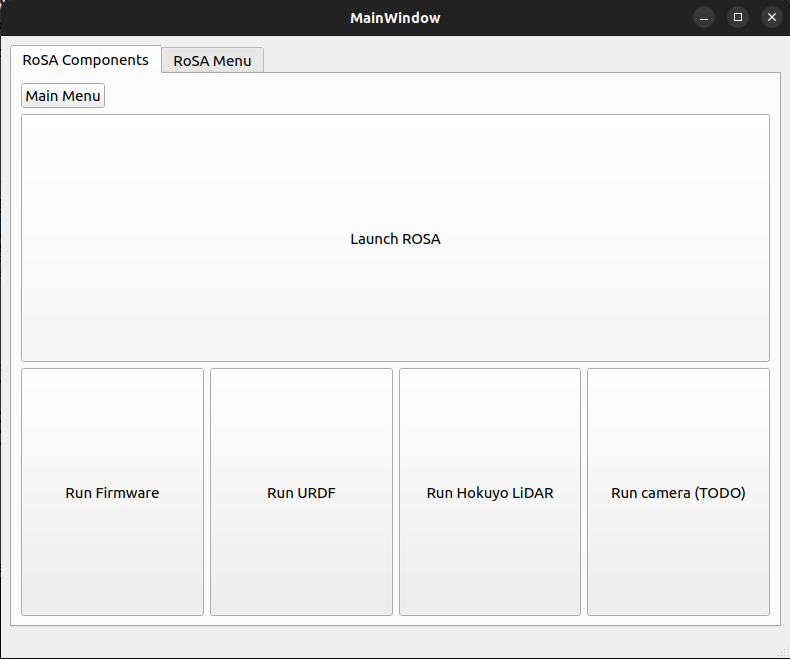 MainWindow
RoSA Components
RoSA Menu
Main Menu
Launch ROSA
Run Firmware
Run URDF
Run Hokuyo LiDAR
Run camera (TODO)